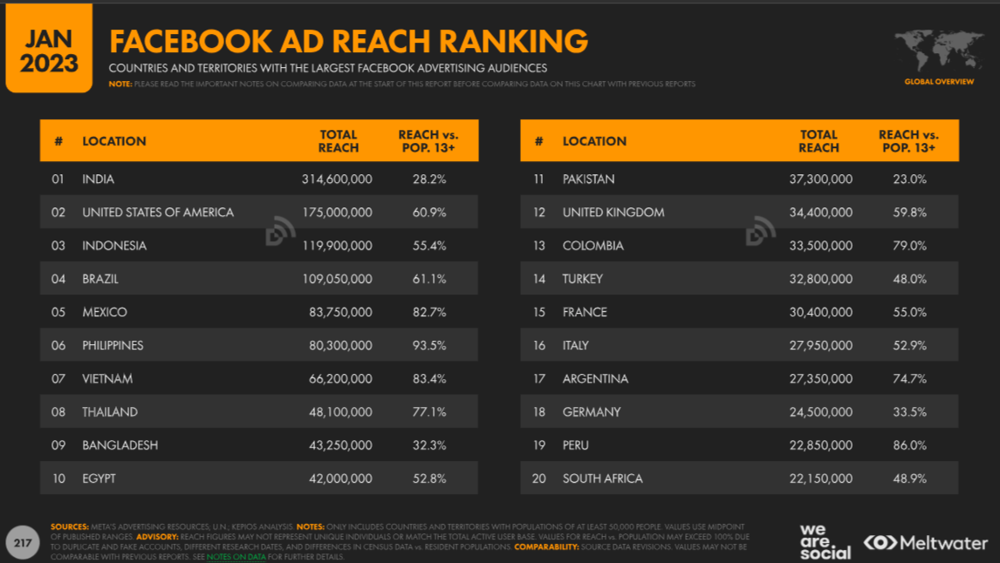 JAN
2023
FACEBOOK AD REACH RANKING
COUNTRIES AND TERRITORIES WITH THE LARGEST FACEBOOK ADVERTISING AUDIENCES
NOTE: PLEASE READ THE IMPORTANT NOTES ON COMPARING DATA AT THE START OF THIS REPORT BEFORE COMPARING DATA ON THIS CHART WITH PREVIOUS REPORTS
GLOBAL OVERVIEW
# LOCATION TOTAL REACH REACH vs. POP. 13+
01 INDIA 314,600,000 28.2%
02 UNITED STATES OF AMERICA 175,000,000 60.9%
03 INDONESIA 119,900,000 55.4%
04 BRAZIL 109,050,000 61.1%
05 MEXICO 83,750,000 82.7%
06 PHILIPPINES 80,300,000 93.5%
07 VIETNAM 66,200,000 83.4%
08 THAILAND 48,100,000 77.1%
09 BANGLADESH 43,250,000 32.3%
10 EGYPT 42,000,000 52.8%
# LOCATION TOTAL REACH REACH vs. POP. 13+
11 PAKISTAN 37,300,000 23.0%
12 UNITED KINGDOM 34,400,000 59.8%
13 COLOMBIA 33,500,000 79.0%
14 TURKEY 32,800,000 48.0%
15 FRANCE 30,400,000 55.0%
16 ITALY 27,950,000 52.9%
17 ARGENTINA 27,350,000 74.7%
18 GERMANY 24,500,000 33.5%
19 PERU 22,850,000 86.0%
20 SOUTH AFRICA 22,150,000 48.9%
217
SOURCES: META'S ADVERTISING RESOURCES; U.N.; KEPIOS ANALYSIS. NOTES: ONLY INCLUDES COUNTRIES AND TERRITORIES WITH POPULATIONS OF AT LEAST 50,000 PEOPLE. VALUES USE MIDPOINT
OF PUBLISHED RANGES. ADVISORY: REACH FIGURES MAY NOT REPRESENT UNIQUE INDIVIDUALS OR MATCH THE TOTAL ACTIVE USER BASE. VALUES FOR REACH vs. POPULATION MAY EXCEED 100% DUE
TO DUPLICATE AND FAKE ACCOUNTS, DIFFERENT RESEARCH DATES, AND DIFFERENCES IN CENSUS DATA vs. RESIDENT POPULATIONS. COMPARABILITY: SOURCE DATA REVISIONS. VALUES MAY NOT BE
COMPARABLE WITH PREVIOUS REPORTS. SEE NOTES ON DATA FOR FURTHER DETAILS.
we
are
social
Meltwater